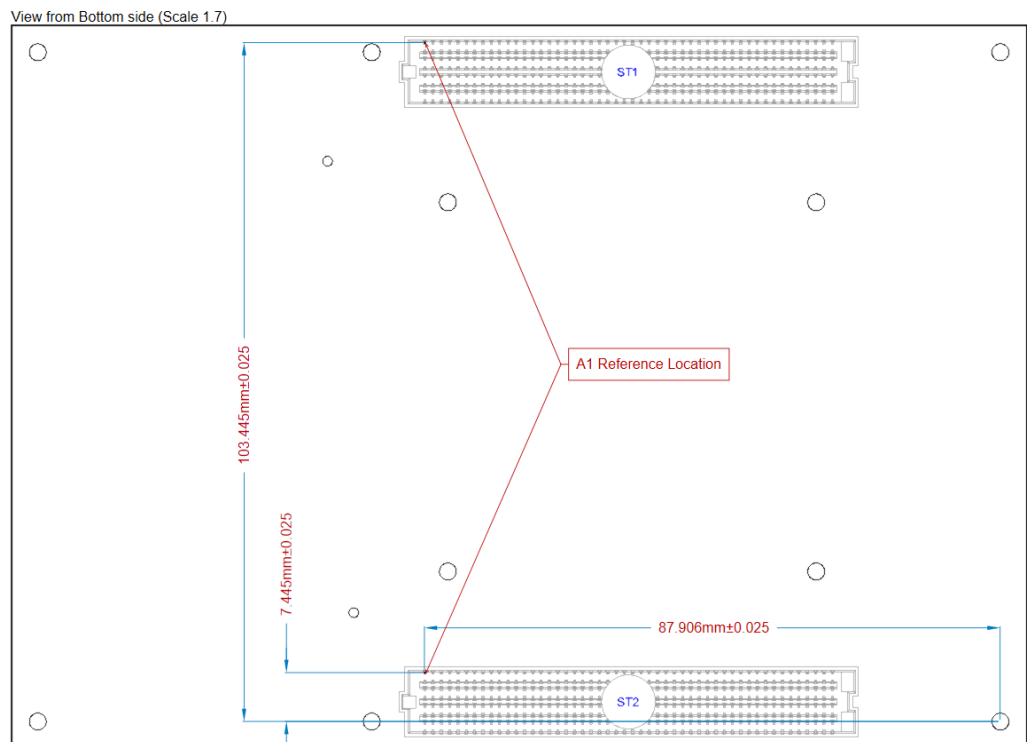 View from Bottom side (Scale 1.7)
ST1
A1 Reference Location
103.445mm±0.025
7.445mm±0.025
87.906mm±0.025
ST2